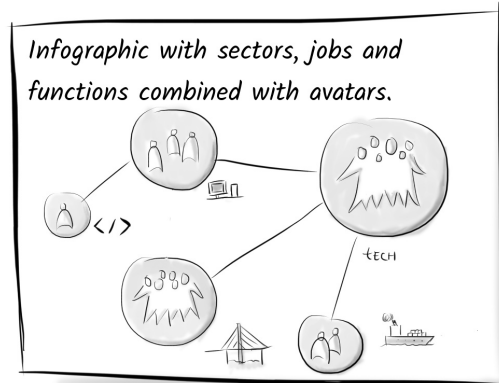 Infographic with sectors, jobs and
functions combined with avatars.
</>
tECH